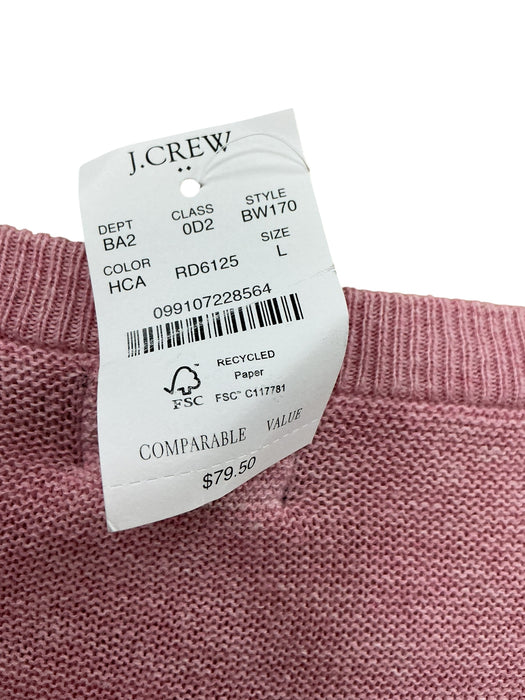 J.CREW
DEPT CLASS STYLE
BA2 0D2 BW170
COLOR SIZE
HCA RD6125 L
099107228564
RECYCLED
Paper
FSC FSC™ C117781
COMPARABLE VALUE
$79.50